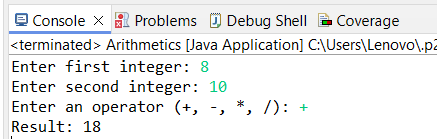 Console Problems Debug Shell Coverage
<terminated> Arithmetics [Java Application] C:\Users\Lenovo\.p2
Enter first integer: 8
Enter second integer: 10
Enter an operator (+, -, *, /): +
Result: 18